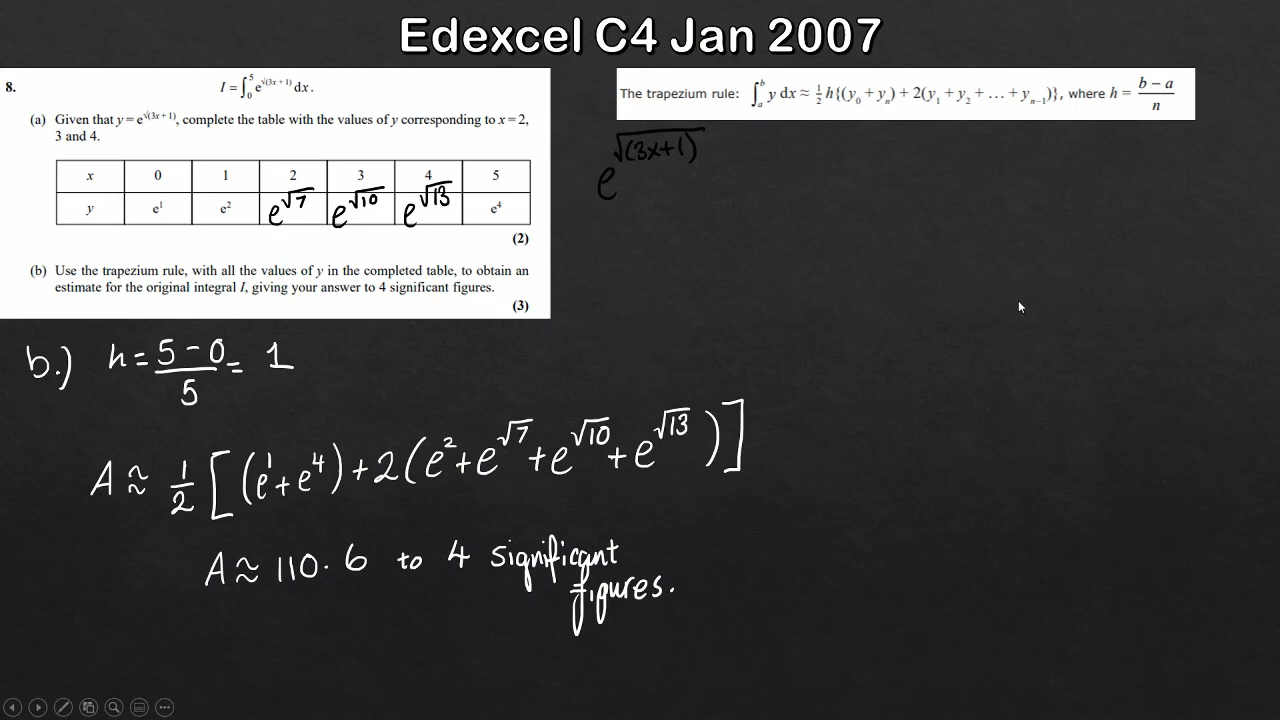 Edexcel C4 Jan 2007
8. I = ∫₀⁵ e^√(3x + 1) dx.
(a) Given that y = e^√(3x + 1), complete the table with the values of y corresponding to x = 2,
3 and 4.
x 0 1 2 3 4 5
y e¹ e² e^√7 e^√10 e^√13 e⁴
(2)
(b) Use the trapezium rule, with all the values of y in the completed table, to obtain an
estimate for the original integral I, giving your answer to 4 significant figures.
(3)
The trapezium rule: ∫ₐᵇ y dx ≈ ½ h{(y₀ + yₙ) + 2(y₁ + y₂ + … + yₙ₋₁)}, where h = (b − a)/n
e^√(3x+1)
b.) h = (5 − 0)/5 = 1
A ≈ 1/2 [(e¹ + e⁴) + 2(e² + e^√7 + e^√10 + e^√13)]
A ≈ 110.6 to 4 significant
figures.